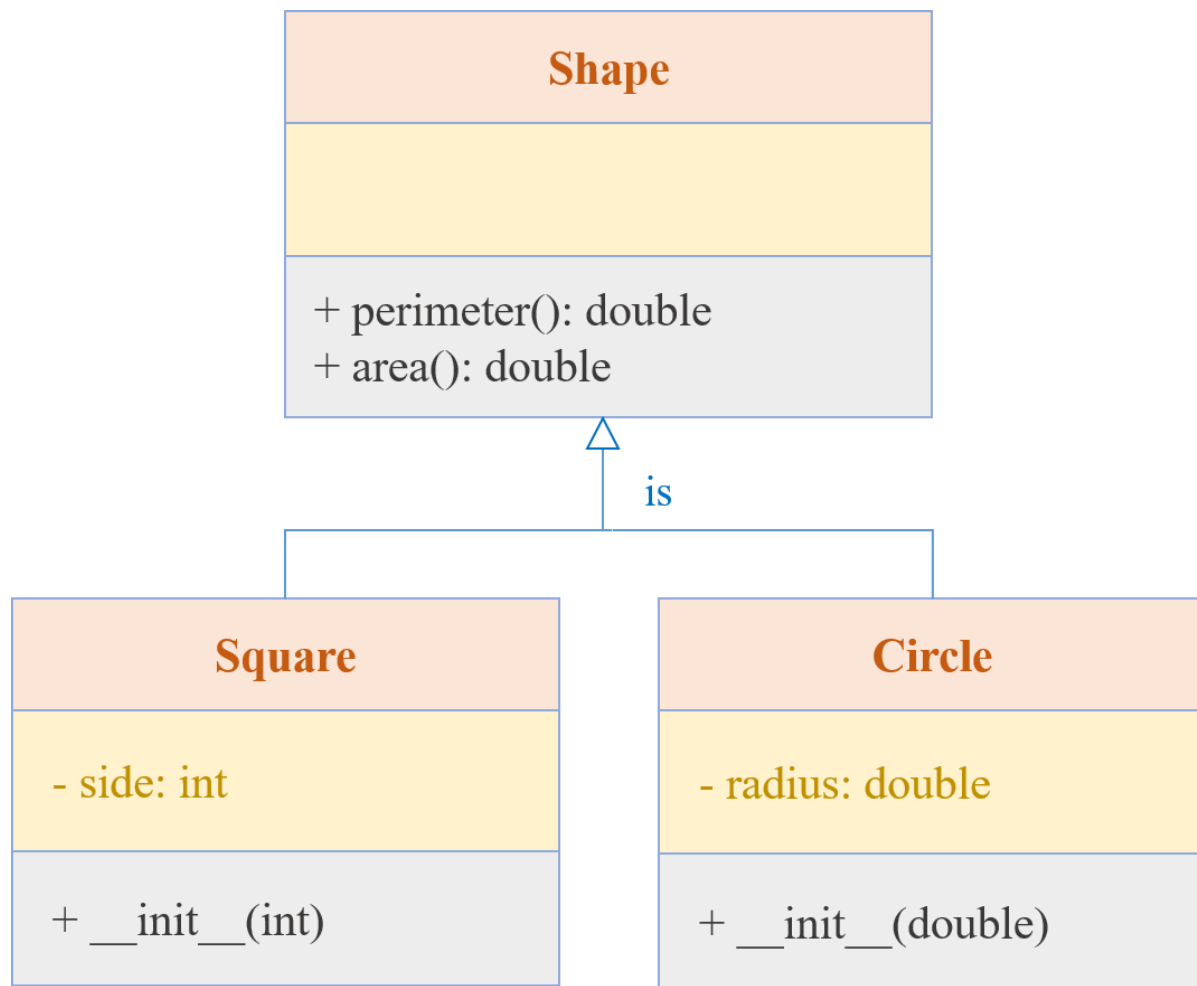 Shape
+ perimeter(): double
+ area(): double
is
Square
- side: int
+ __init__(int)
Circle
- radius: double
+ __init__(double)